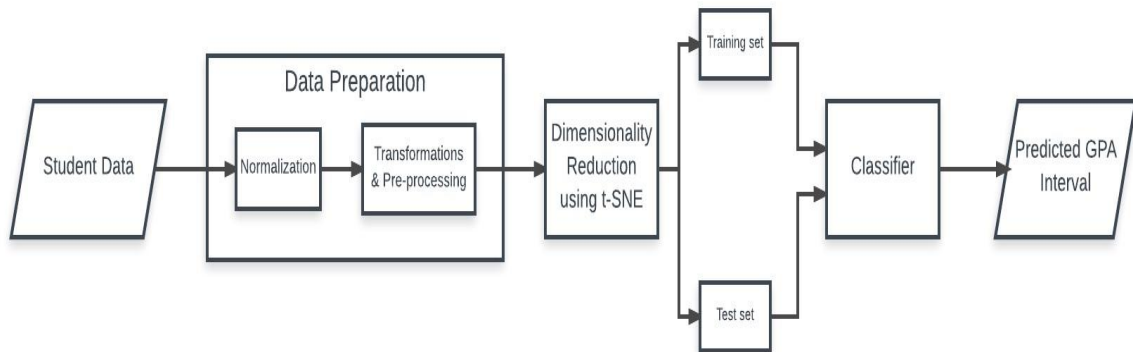 Student Data
Data Preparation
Normalization
Transformations
& Pre-processing
Dimensionality
Reduction
using t-SNE
Training set
Test set
Classifier
Predicted GPA
Interval